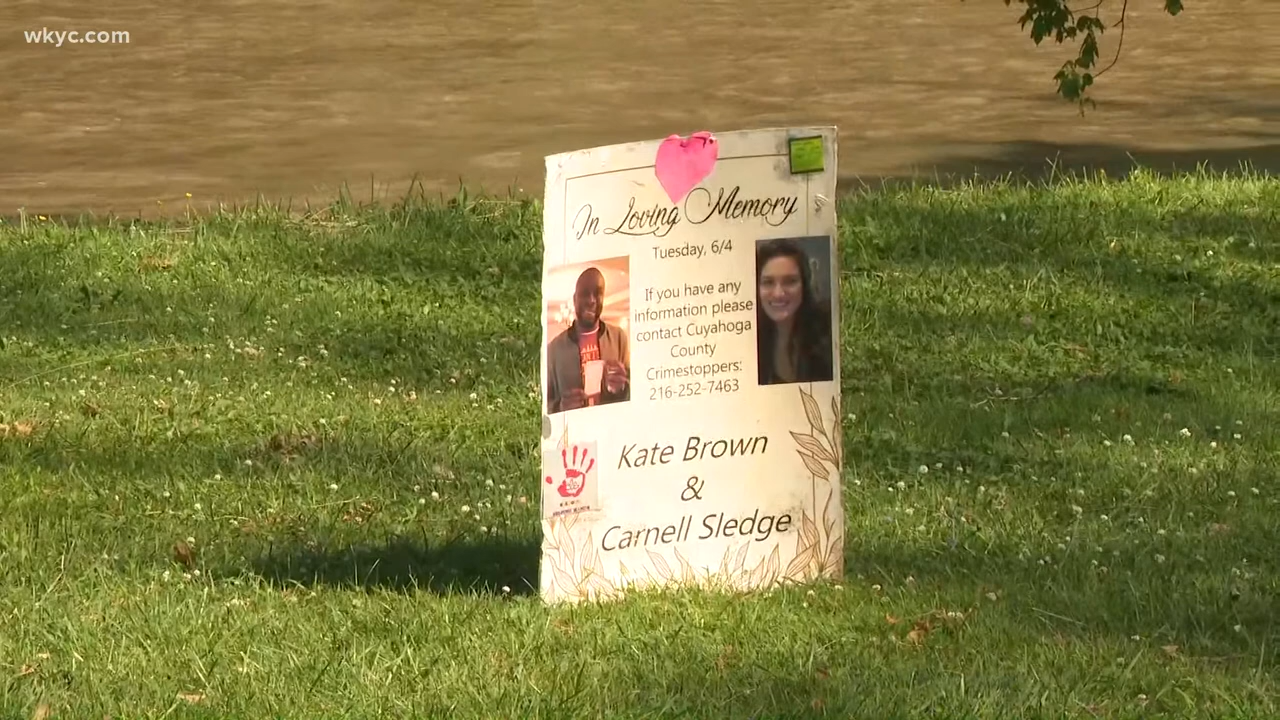 wkyc.com
In Loving Memory
Tuesday, 6/4
If you have any
information please
contact Cuyahoga
County
Crimestoppers:
216-252-7463
Kate Brown
&
Carnell Sledge